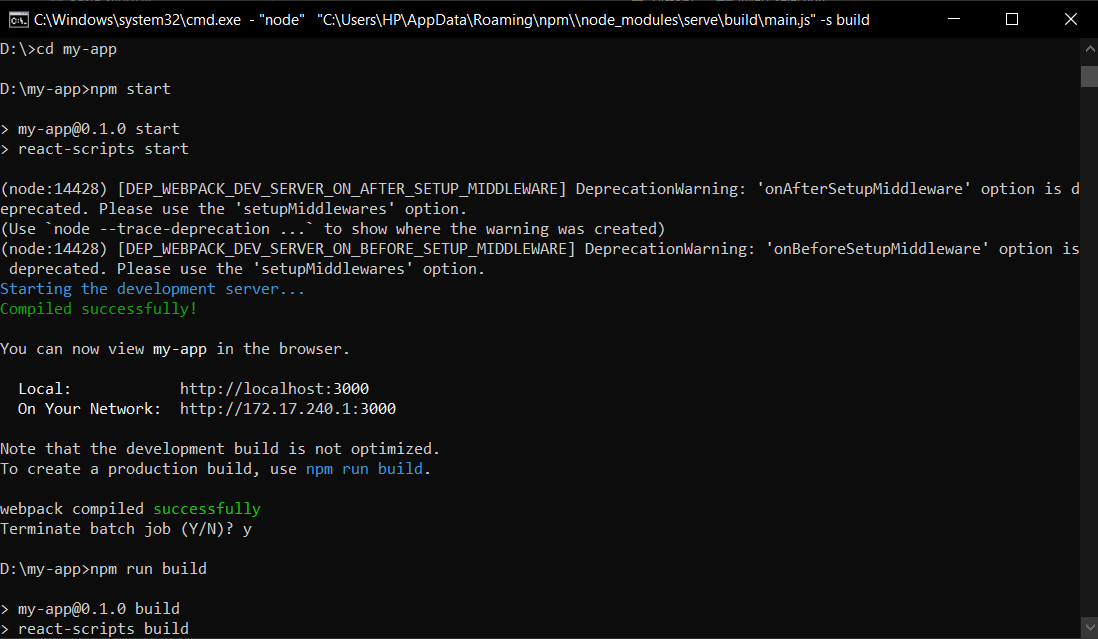 C:\Windows\system32\cmd.exe - "node" "C:\Users\HP\AppData\Roaming\npm\\node_modules\serve\build\main.js" -s build
D:\>cd my-app
D:\my-app>npm start
> my-app@0.1.0 start
> react-scripts start
(node:14428) [DEP_WEBPACK_DEV_SERVER_ON_AFTER_SETUP_MIDDLEWARE] DeprecationWarning: 'onAfterSetupMiddleware' option is d
eprecated. Please use the 'setupMiddlewares' option.
(Use `node --trace-deprecation ...` to show where the warning was created)
(node:14428) [DEP_WEBPACK_DEV_SERVER_ON_BEFORE_SETUP_MIDDLEWARE] DeprecationWarning: 'onBeforeSetupMiddleware' option is
 deprecated. Please use the 'setupMiddlewares' option.
Starting the development server...
Compiled successfully!
You can now view my-app in the browser.
  Local:            http://localhost:3000
  On Your Network:  http://172.17.240.1:3000
Note that the development build is not optimized.
To create a production build, use npm run build.
webpack compiled successfully
Terminate batch job (Y/N)? y
D:\my-app>npm run build
> my-app@0.1.0 build
> react-scripts build